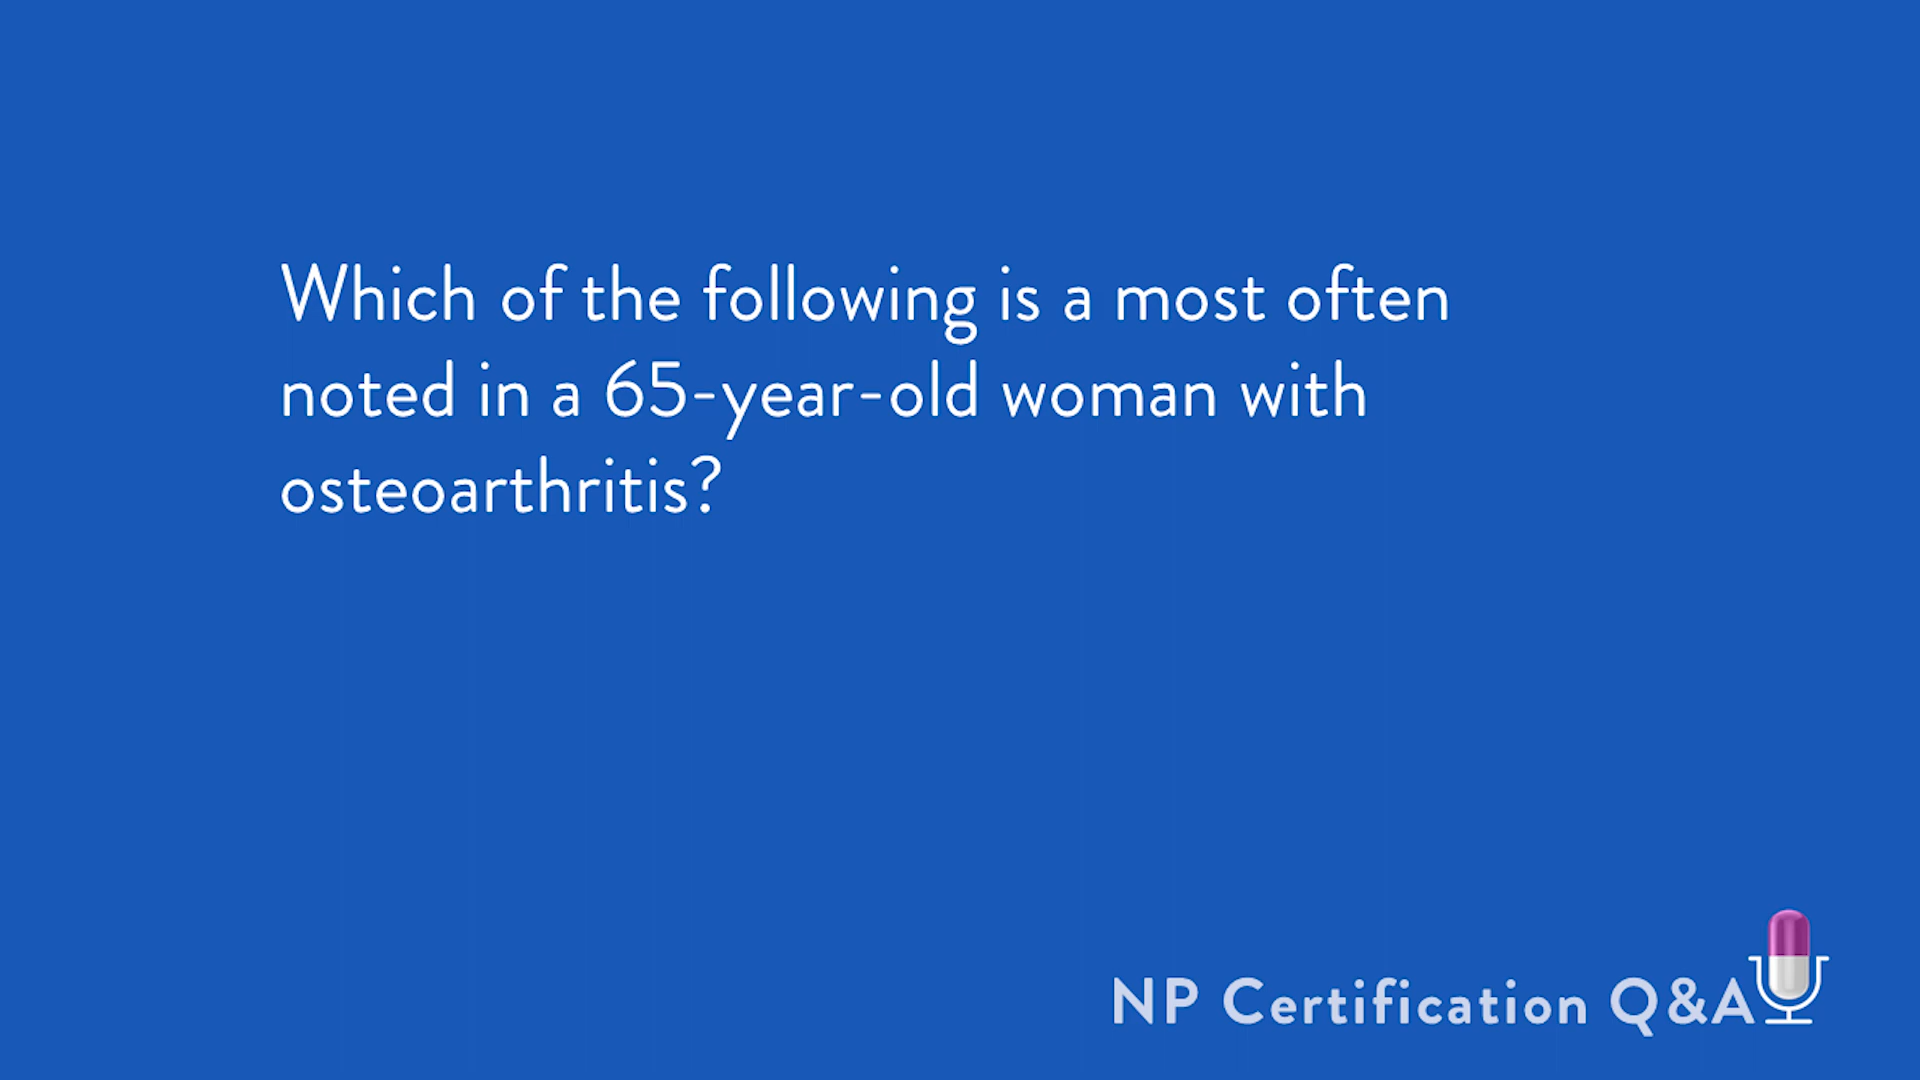 Which of the following is a most often
noted in a 65-year-old woman with
osteoarthritis?
NP Certification Q&A